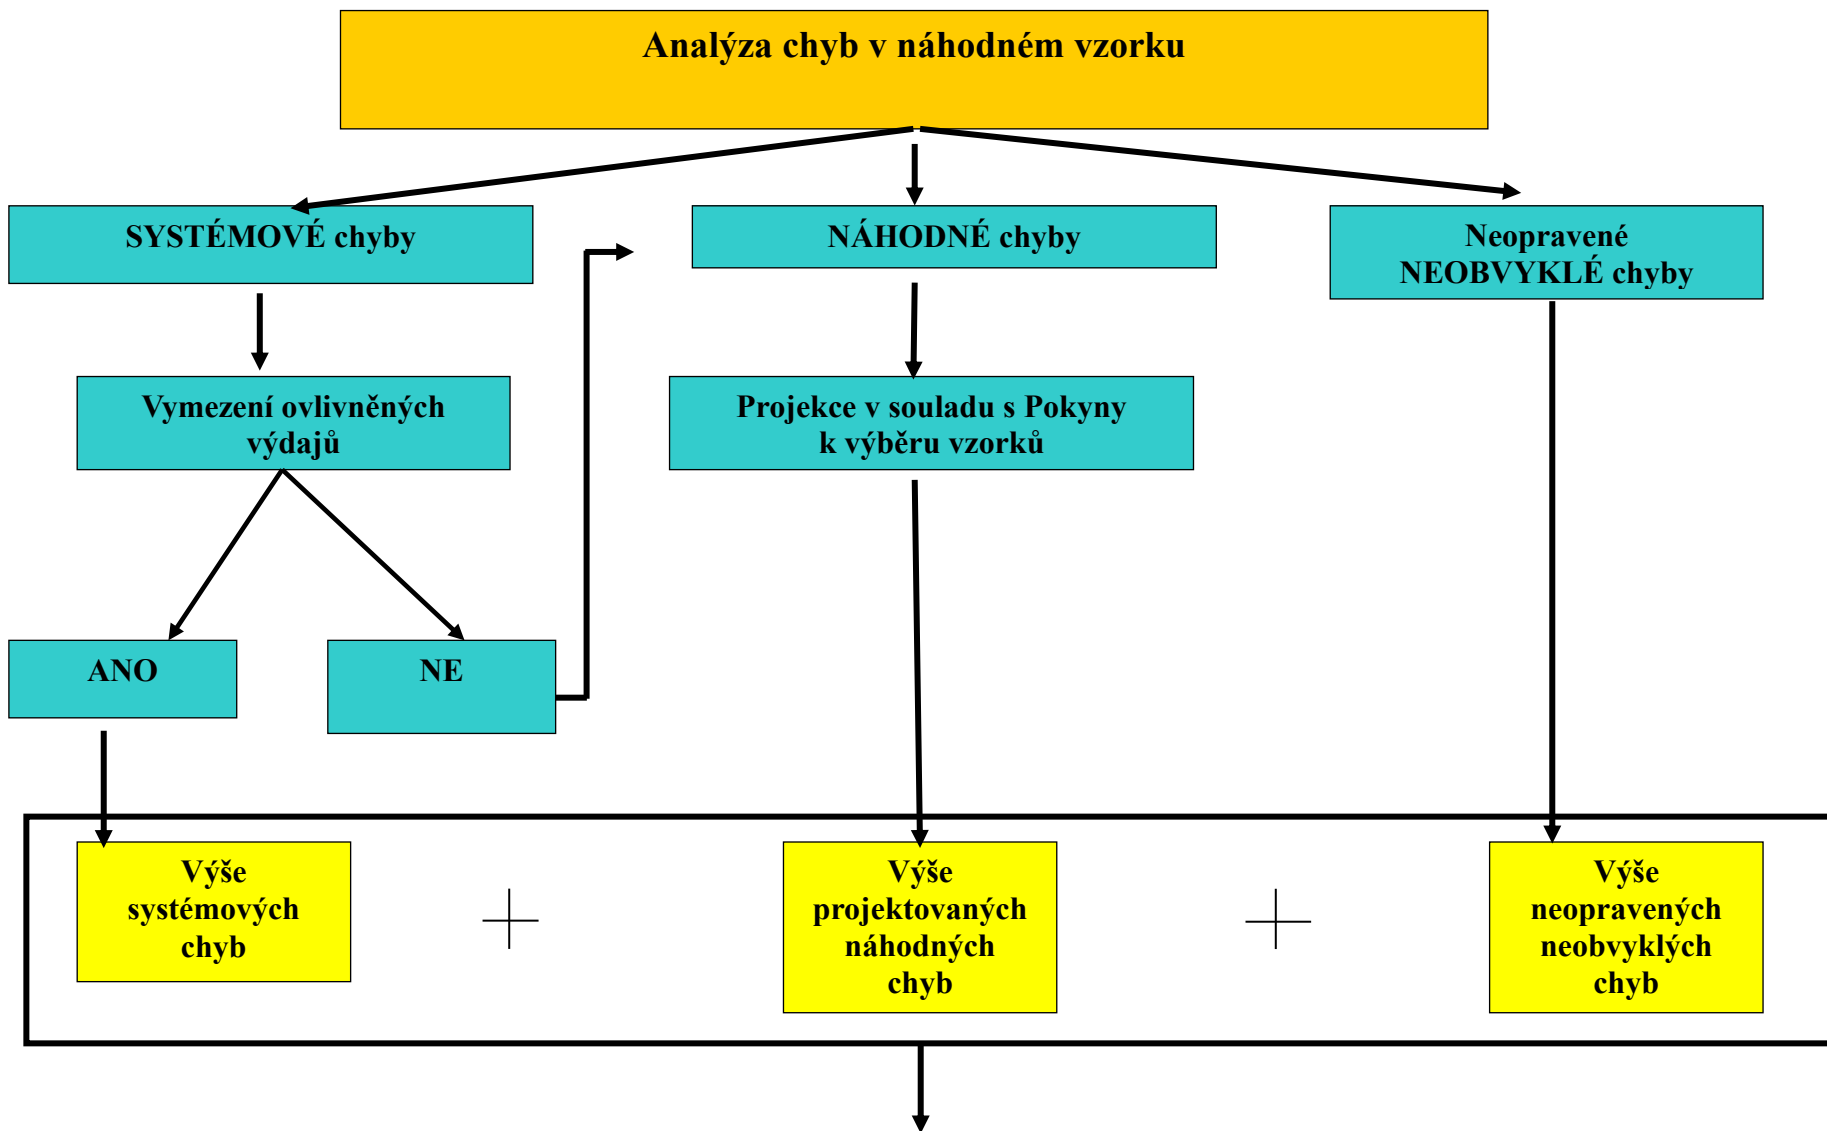 Analýza chyb v náhodném vzorku
SYSTÉMOVÉ chyby
NÁHODNÉ chyby
Neopravené
NEOBVYKLÉ chyby
Vymezení ovlivněných
výdajů
Projekce v souladu s Pokyny
k výběru vzorků
ANO
NE
Výše
systémových
chyb
+
Výše
projektovaných
náhodných
chyb
+
Výše
neopravených
neobvyklých
chyb